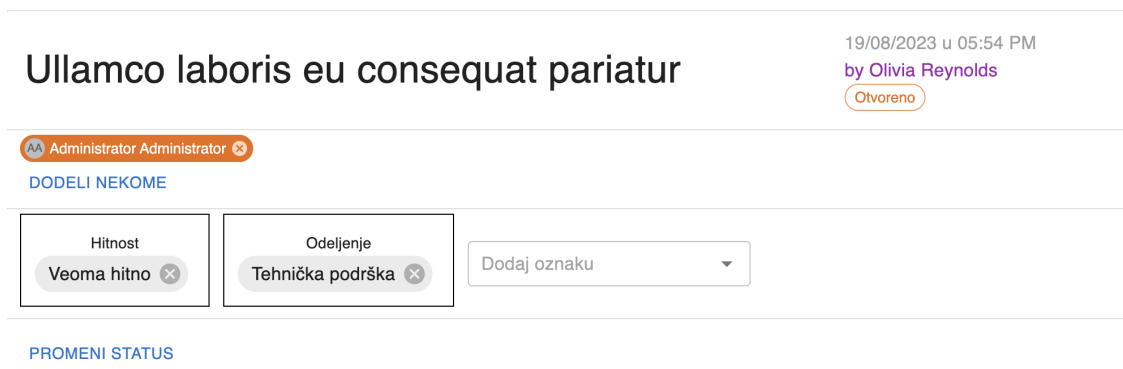 Ullamco laboris eu consequat pariatur
19/08/2023 u 05:54 PM
by Olivia Reynolds
Otvoreno
AA Administrator Administrator
DODELI NEKOME
Hitnost
Veoma hitno
Odeljenje
Tehnička podrška
Dodaj oznaku
PROMENI STATUS